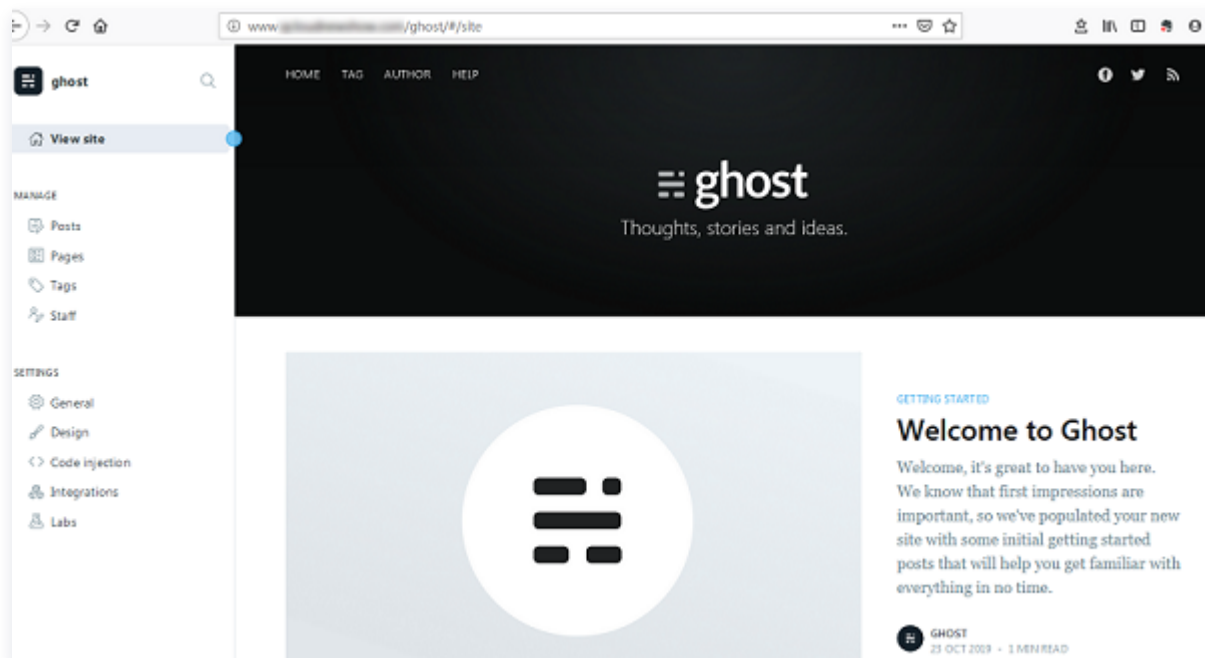 www.
/ghost/#/site
ghost
View site
MANAGE
Posts
Pages
Tags
Staff
SETTINGS
General
Design
Code injection
Integrations
Labs
HOME TAG AUTHOR HELP
ghost
Thoughts, stories and ideas.
GETTING STARTED
Welcome to Ghost
Welcome, it's great to have you here.
We know that first impressions are
important, so we've populated your new
site with some initial getting started
posts that will help you get familiar with
everything in no time.
GHOST
23 OCT 2019 • 1 MIN READ